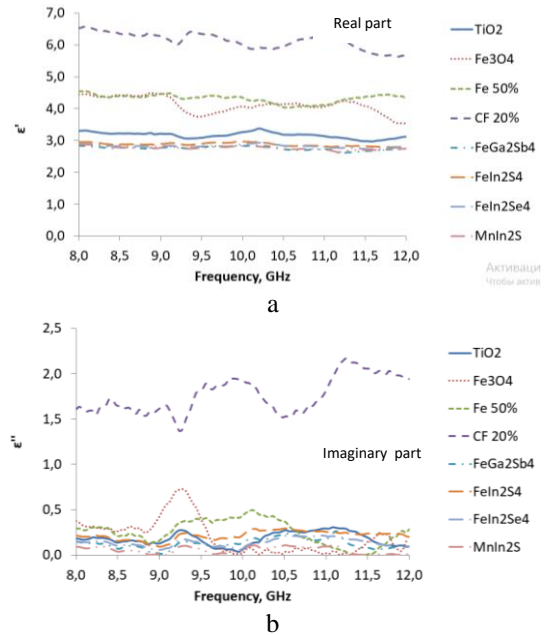 Real part
7,0
6,0
5,0
4,0
3,0
2,0
1,0
0,0
ε'
8,0 8,5 9,0 9,5 10,0 10,5 11,0 11,5 12,0
Frequency, GHz
TiO2
Fe3O4
Fe 50%
CF 20%
FeGa2Sb4
FeIn2S4
FeIn2Se4
MnIn2S
Активаци
Чтобы актив
a
2,5
2,0
1,5
1,0
0,5
0,0
ε''
Imaginary part
8,0 8,5 9,0 9,5 10,0 10,5 11,0 11,5 12,0
Frequency, GHz
TiO2
Fe3O4
Fe 50%
CF 20%
FeGa2Sb4
FeIn2S4
FeIn2Se4
MnIn2S
b